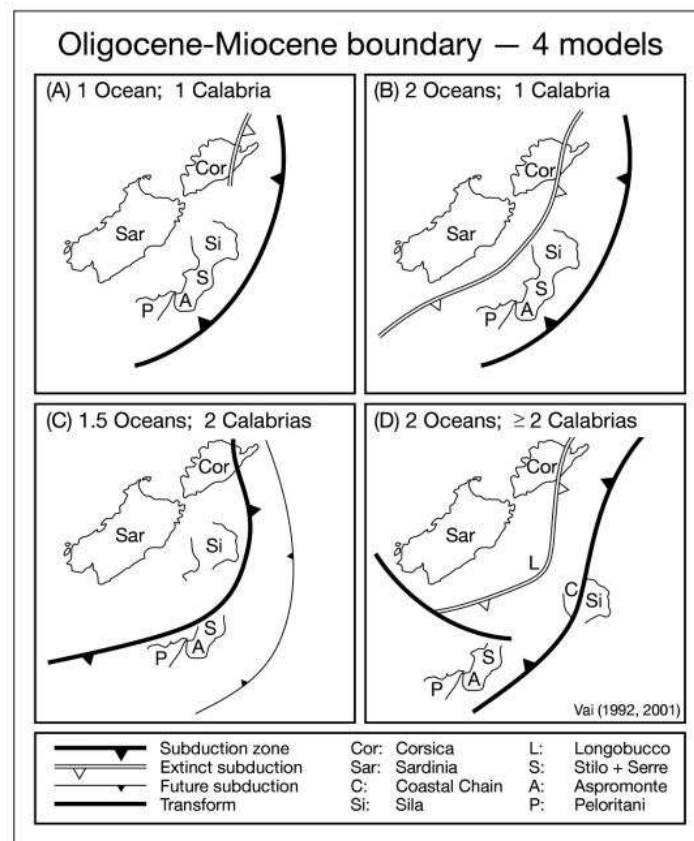 Oligocene-Miocene boundary — 4 models
(A) 1 Ocean; 1 Calabria
Cor
Sar
Si
S
A
P
(B) 2 Oceans; 1 Calabria
Cor
Sar
Si
S
A
P
(C) 1.5 Oceans; 2 Calabrias
Cor
Sar
Si
S
A
P
(D) 2 Oceans; ≥ 2 Calabrias
Cor
Sar
L
C
Si
S
A
P
Vai (1992, 2001)
Subduction zone
Extinct subduction
Future subduction
Transform
Cor: Corsica
Sar: Sardinia
C: Coastal Chain
Si: Sila
L: Longobucco
S: Stilo + Serre
A: Aspromonte
P: Peloritani